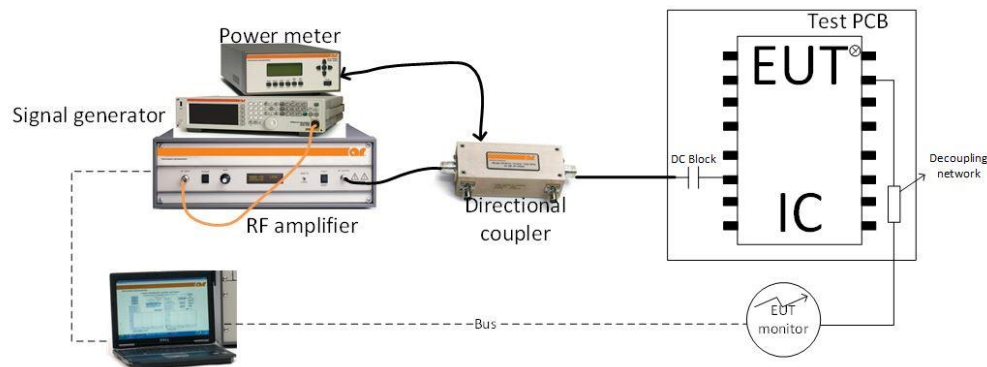 Test PCB
Power meter
EUT
Signal generator
DC Block
Decoupling
network
Directional
coupler
RF amplifier
IC
Bus
EUT
monitor
ar